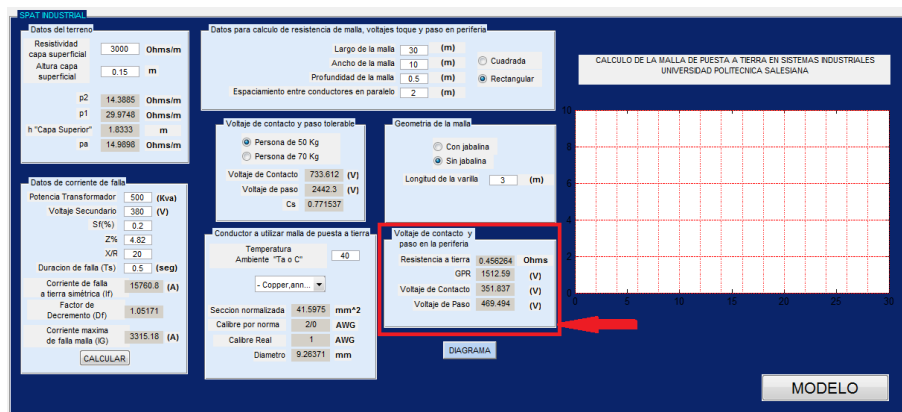 SPAT INDUSTRIAL
Datos del terreno
Resistividad
capa superficial 3000 Ohms/m
Altura capa
superficial 0.15 m
p2 14.3885 Ohms/m
p1 29.9748 Ohms/m
h "Capa Superior" 1.8333 m
pa 14.9898 Ohms/m
Datos para calculo de resistencia de malla, voltajes toque y paso en periferia
Largo de la malla 30 (m)
Ancho de la malla 10 (m)
Profundidad de la malla 0.5 (m)
Espaciamiento entre conductores en paralelo 2 (m)
Cuadrada
Rectangular
CALCULO DE LA MALLA DE PUESTA A TIERRA EN SISTEMAS INDUSTRIALES
UNIVERSIDAD POLITECNICA SALESIANA
Voltaje de contacto y paso tolerable
Persona de 50 Kg
Persona de 70 Kg
Voltaje de Contacto 733.612 (V)
Voltaje de paso 2442.3 (V)
Cs 0.771537
Geometria de la malla
Con jabalina
Sin jabalina
Longitud de la varilla 3 (m)
Datos de corriente de falla
Potencia Transformador 500 (Kva)
Voltaje Secundario 380 (V)
Sf(%) 0.2
Z% 4.82
X/R 20
Duracion de falla (Ts) 0.5 (seg)
Corriente de falla
a tierra simétrica (If) 15760.8 (A)
Factor de
Decremento (Df) 1.05171
Corriente maxima
de falla malla (IG) 3315.18 (A)
CALCULAR
Conductor a utilizar malla de puesta a tierra
Temperatura
Ambiente "Ta o C" 40
- Copper,ann...
Seccion normalizada 41.5975 mm^2
Calibre por norma 2/0 AWG
Calibre Real 1 AWG
Diametro 9.26371 mm
Voltaje de contacto y
paso en la periferia
Resistencia a tierra 0.456264 Ohms
GPR 1512.59 (V)
Voltaje de Contacto 351.837 (V)
Voltaje de Paso 469.494 (V)
DIAGRAMA
10
8
6
4
2
0
0 5 10 15 20 25 30
MODELO